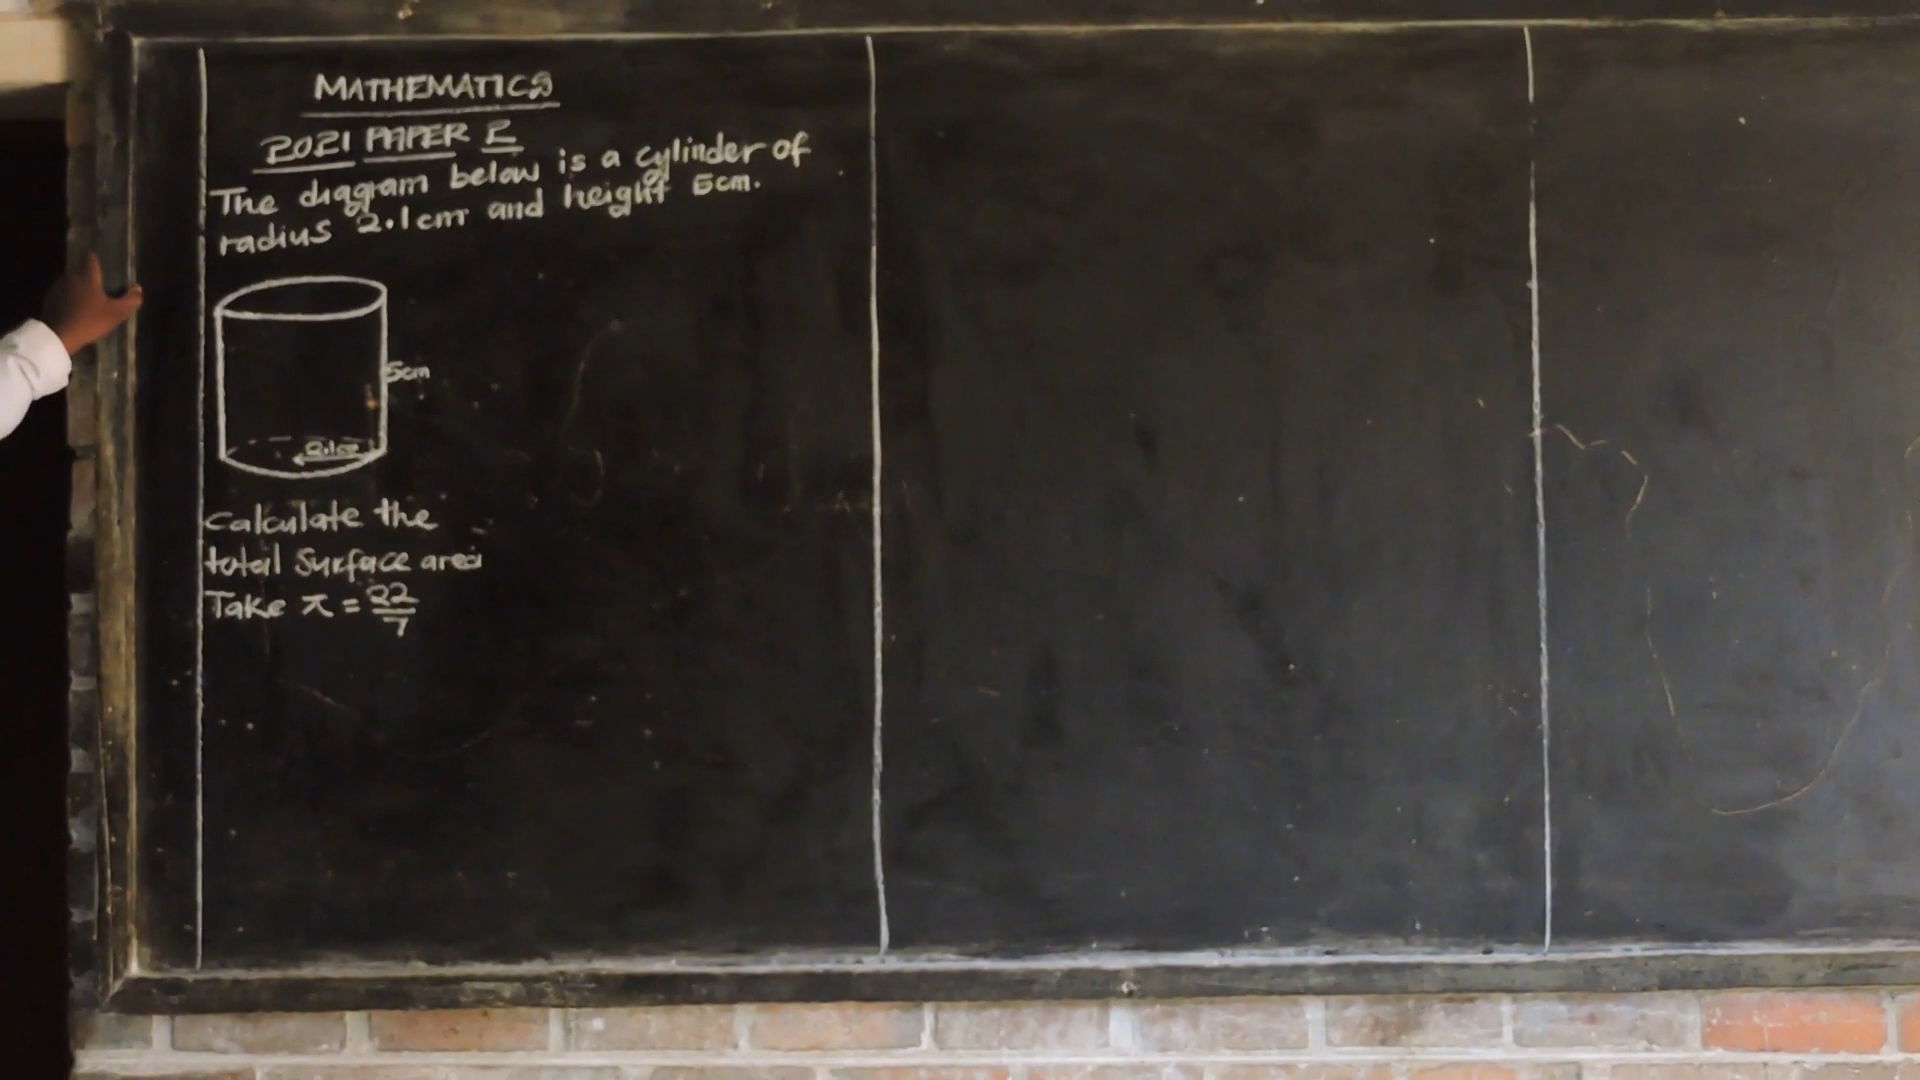 MATHEMATICS
2021 PAPER 2
The diagram below is a cylinder of
radius 2.1cm and height 5cm.
5cm
2.1cm
Calculate the
total Surface area
Take π = 22/7